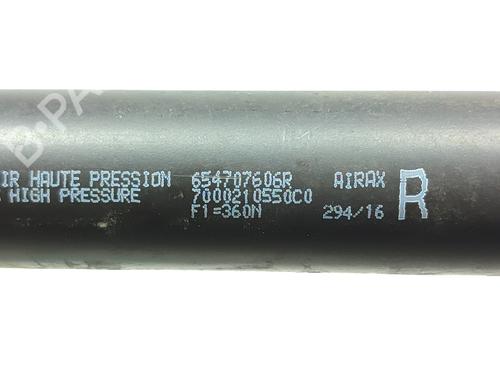 IR HAUTE PRESSION 654707606R AIRAX R
HIGH PRESSURE 7000210550C0
F1=360N 294/16